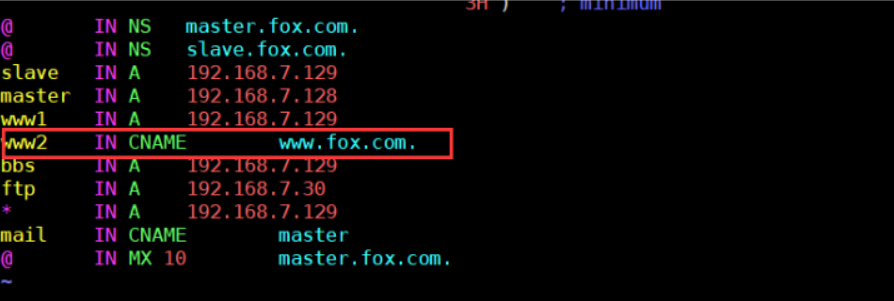 3H )    ; minimum
@       IN NS   master.fox.com.
@       IN NS   slave.fox.com.
slave   IN A    192.168.7.129
master  IN A    192.168.7.128
www1    IN A    192.168.7.129
www2    IN CNAME        www.fox.com.
bbs     IN A    192.168.7.129
ftp     IN A    192.168.7.30
*       IN A    192.168.7.129
mail    IN CNAME        master
@       IN MX 10        master.fox.com.
~